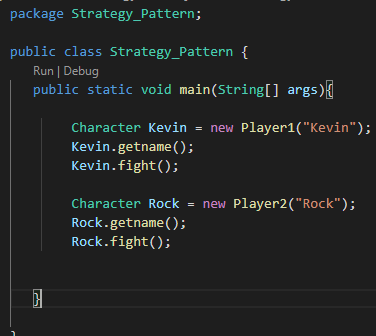 package Strategy_Pattern;
public class Strategy_Pattern {
Run | Debug
public static void main(String[] args){
Character Kevin = new Player1("Kevin");
Kevin.getname();
Kevin.fight();
Character Rock = new Player2("Rock");
Rock.getname();
Rock.fight();
}
}